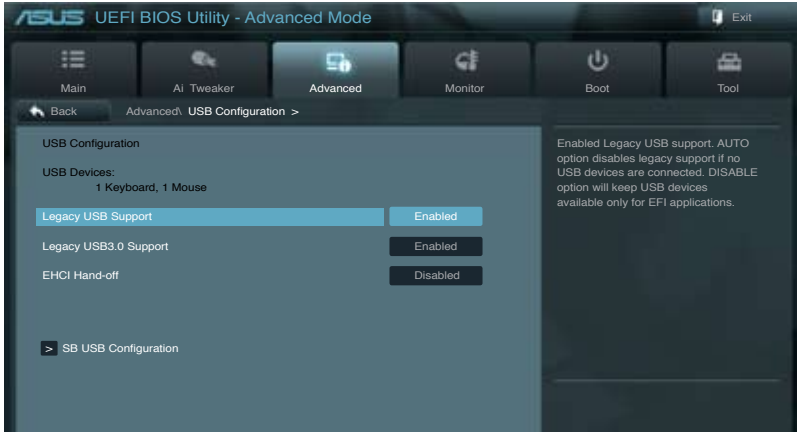 ASUS UEFI BIOS Utility - Advanced Mode
Exit
Main
Ai Tweaker
Advanced
Monitor
Boot
Tool
Back
Advanced\ USB Configuration >
USB Configuration
USB Devices:
1 Keyboard, 1 Mouse
Legacy USB Support Enabled
Legacy USB3.0 Support Enabled
EHCI Hand-off Disabled
> SB USB Configuration
Enabled Legacy USB support. AUTO
option disables legacy support if no
USB devices are connected. DISABLE
option will keep USB devices
available only for EFI applications.